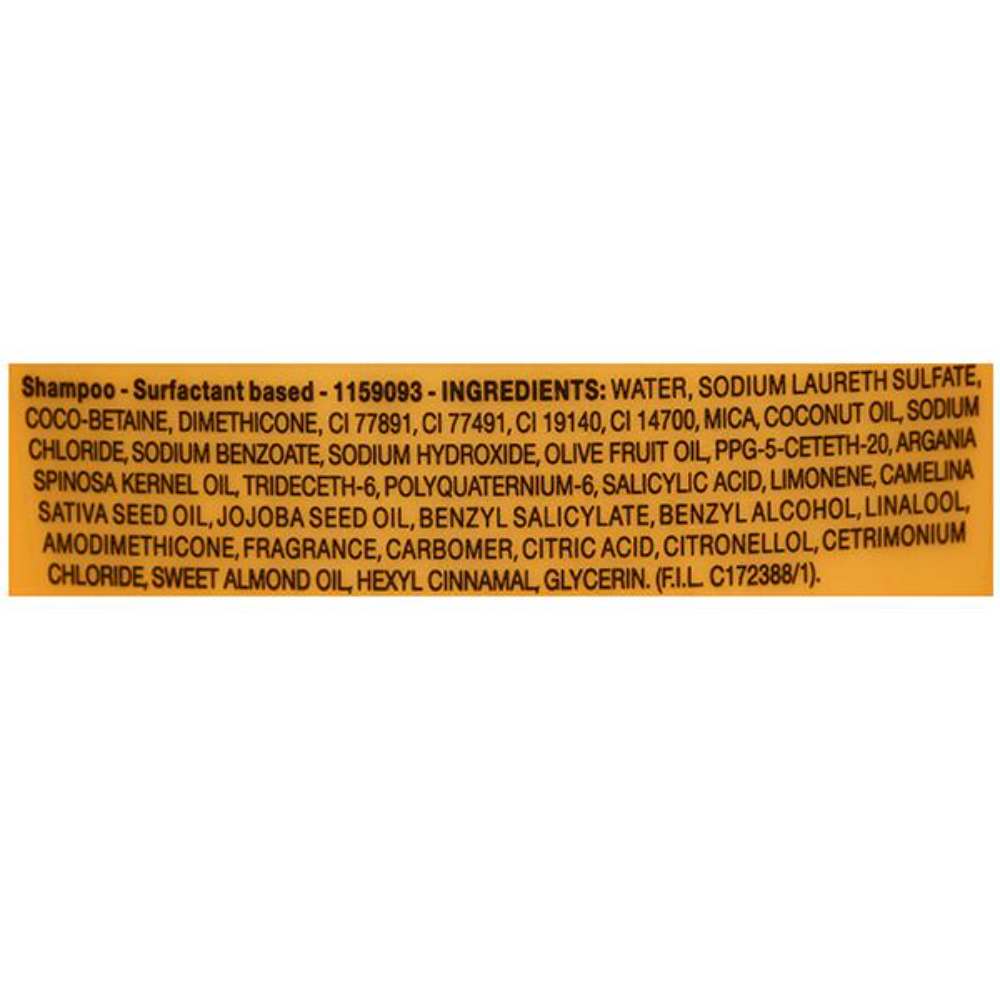 Shampoo - Surfactant based - 1159093 - INGREDIENTS: WATER, SODIUM LAURETH SULFATE,
COCO-BETAINE, DIMETHICONE, CI 77891, CI 77491, CI 19140, CI 14700, MICA, COCONUT OIL, SODIUM
CHLORIDE, SODIUM BENZOATE, SODIUM HYDROXIDE, OLIVE FRUIT OIL, PPG-5-CETETH-20, ARGANIA
SPINOSA KERNEL OIL, TRIDECETH-6, POLYQUATERNIUM-6, SALICYLIC ACID, LIMONENE, CAMELINA
SATIVA SEED OIL, JOJOBA SEED OIL, BENZYL SALICYLATE, BENZYL ALCOHOL, LINALOOL,
AMODIMETHICONE, FRAGRANCE, CARBOMER, CITRIC ACID, CITRONELLOL, CETRIMONIUM
CHLORIDE, SWEET ALMOND OIL, HEXYL CINNAMAL, GLYCERIN. (F.I.L. C172388/1).